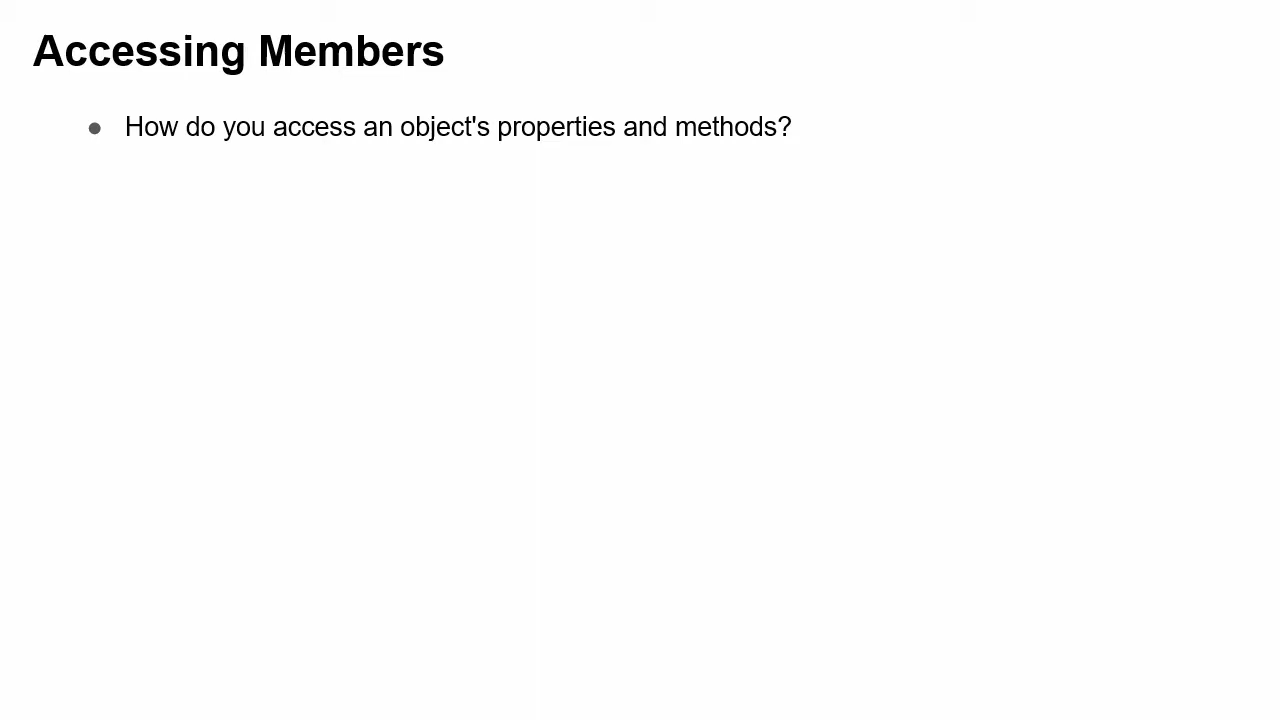 Accessing Members
● How do you access an object's properties and methods?